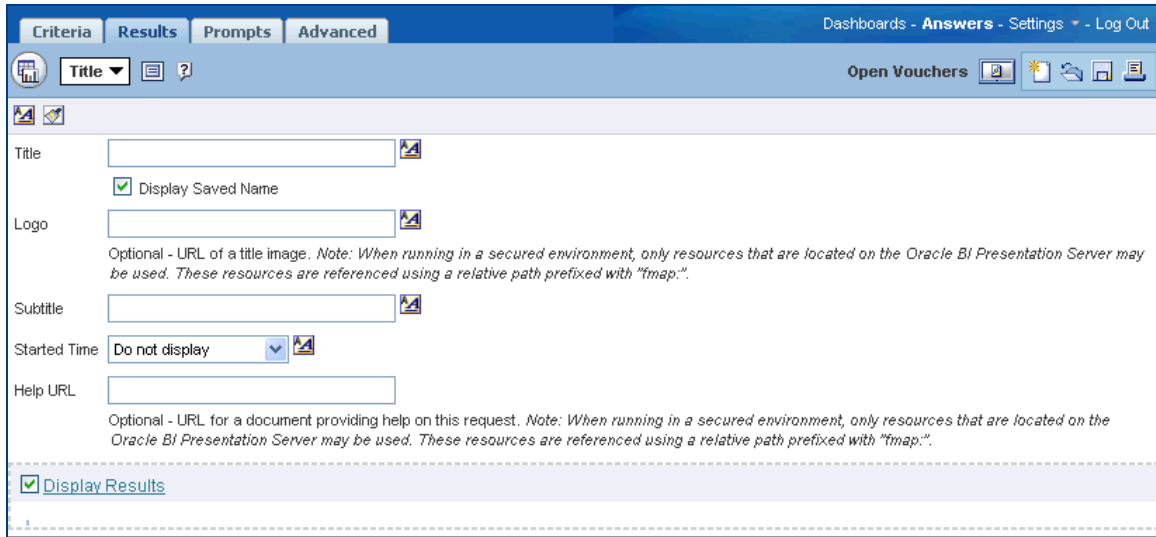 Criteria Results Prompts Advanced Dashboards - Answers - Settings - Log Out
Title Open Vouchers
Title
Display Saved Name
Logo
Optional - URL of a title image. Note: When running in a secured environment, only resources that are located on the Oracle BI Presentation Server may
be used. These resources are referenced using a relative path prefixed with "fmap:".
Subtitle
Started Time Do not display
Help URL
Optional - URL for a document providing help on this request. Note: When running in a secured environment, only resources that are located on the
Oracle BI Presentation Server may be used. These resources are referenced using a relative path prefixed with "fmap:".
Display Results